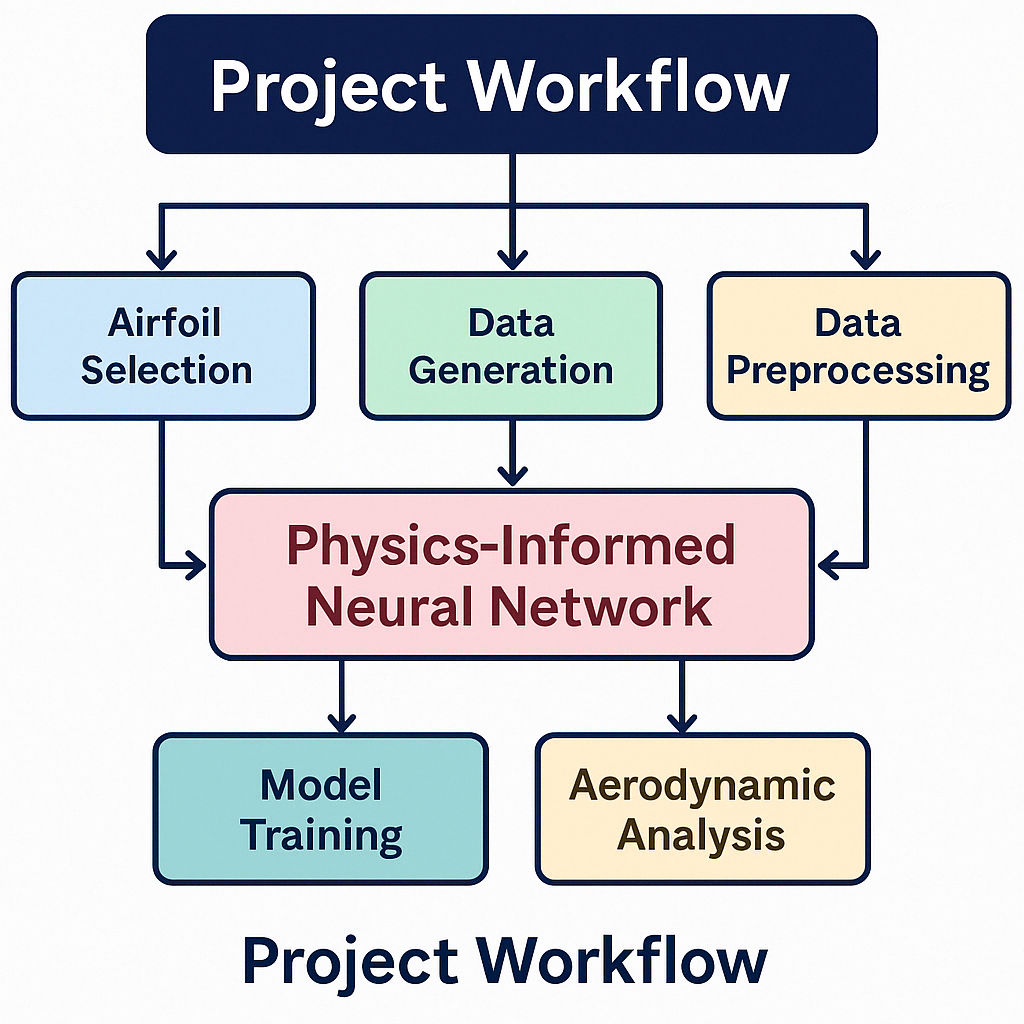 Project Workflow
Airfoil
Selection
Data
Generation
Data
Preprocessing
Physics-Informed
Neural Network
Model
Training
Aerodynamic
Analysis
Project Workflow